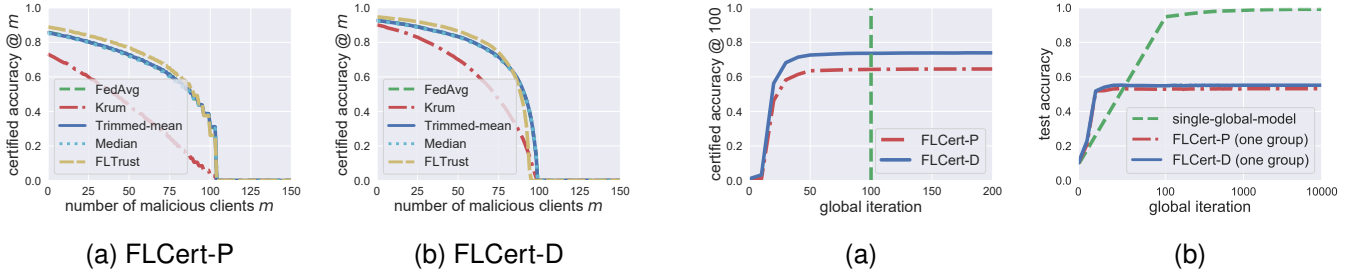 certified accuracy @ m
1.0
0.8
0.6
0.4
0.2
0.0
FedAvg
Krum
Trimmed-mean
Median
FLTrust
0 25 50 75 100 125 150
number of malicious clients m
(a) FLCert-P
certified accuracy @ m
1.0
0.8
0.6
0.4
0.2
0.0
FedAvg
Krum
Trimmed-mean
Median
FLTrust
0 25 50 75 100 125 150
number of malicious clients m
(b) FLCert-D
certified accuracy @ 100
1.0
0.8
0.6
0.4
0.2
0.0
FLCert-P
FLCert-D
0 50 100 150 200
global iteration
(a)
test accuracy
1.0
0.8
0.6
0.4
0.2
0.0
single-global-model
FLCert-P (one group)
FLCert-D (one group)
0 100 1000 10000
global iteration
(b)